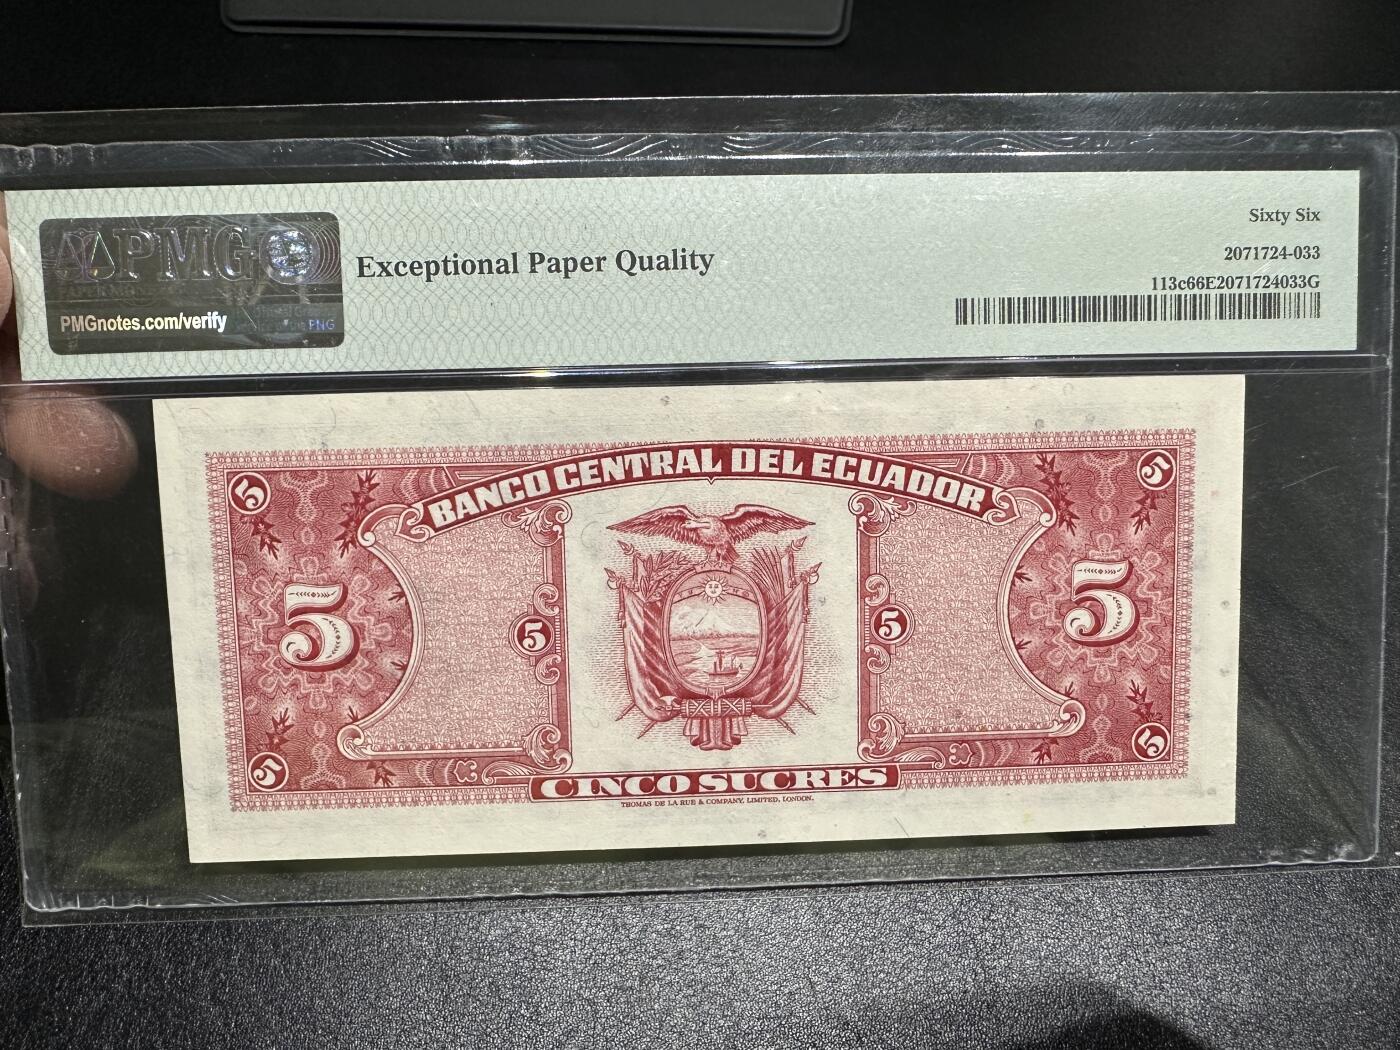 PMG
PMGnotes.com/verify
PNG
Exceptional Paper Quality
Sixty Six
2071724-033
113c66E2071724033G
BANCO CENTRAL DEL ECUADOR
5
5
5
5
5
5
5
5
CINCO SUCRES
THOMAS DE LA RUE & COMPANY, LIMITED, LONDON.